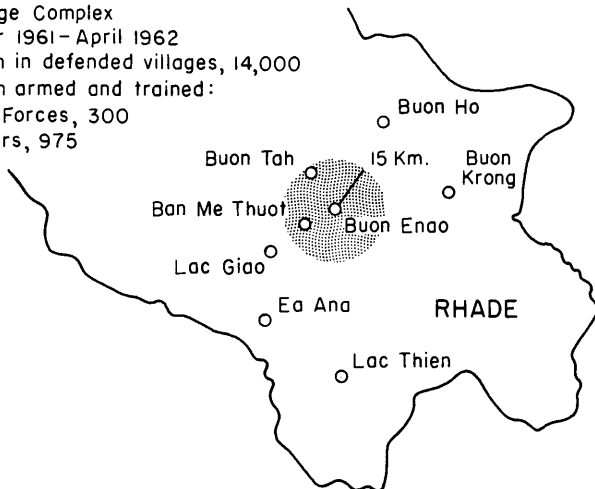 ge Complex
1961-April 1962
in defended villages, 14,000
armed and trained:
Forces, 300
rs, 975
Buon Ho
Buon Tah
15 Km.
Buon
Krong
Ban Me Thuot
Buon Enao
Lac Giao
Ea Ana
RHADE
Lac Thien